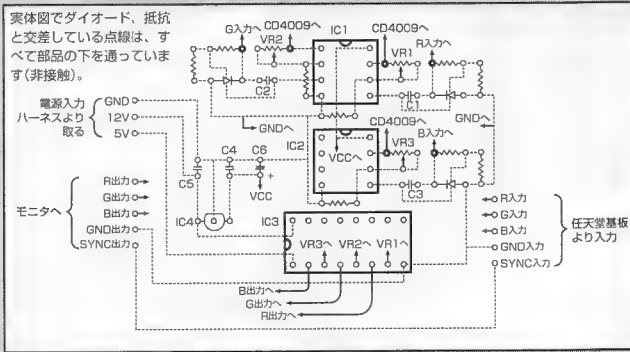 実体図でダイオード、抵抗
と交差している点線は、す
べて部品の下を通っていま
す(非接触)。
G入力へ
CD4009へ
VR2
IC1
CD4009へ
VR1
R入力へ
C2
C1
電源入力
ハーネスより
取る
GND
12V
5V
GNDへ
IC2
CD4009へ
VR3
B入力へ
GNDへ
VCCへ
C4
C6
C5
+
VCC
C3
IC4
IC3
モニタへ
R出力
G出力
B出力
GND出力
SYNC出力
VR3へ
VR2へ
VR1へ
B出力へ
G出力へ
R出力へ
R入力
G入力
B入力
GND入力
SYNC入力
任天堂基板
より入力